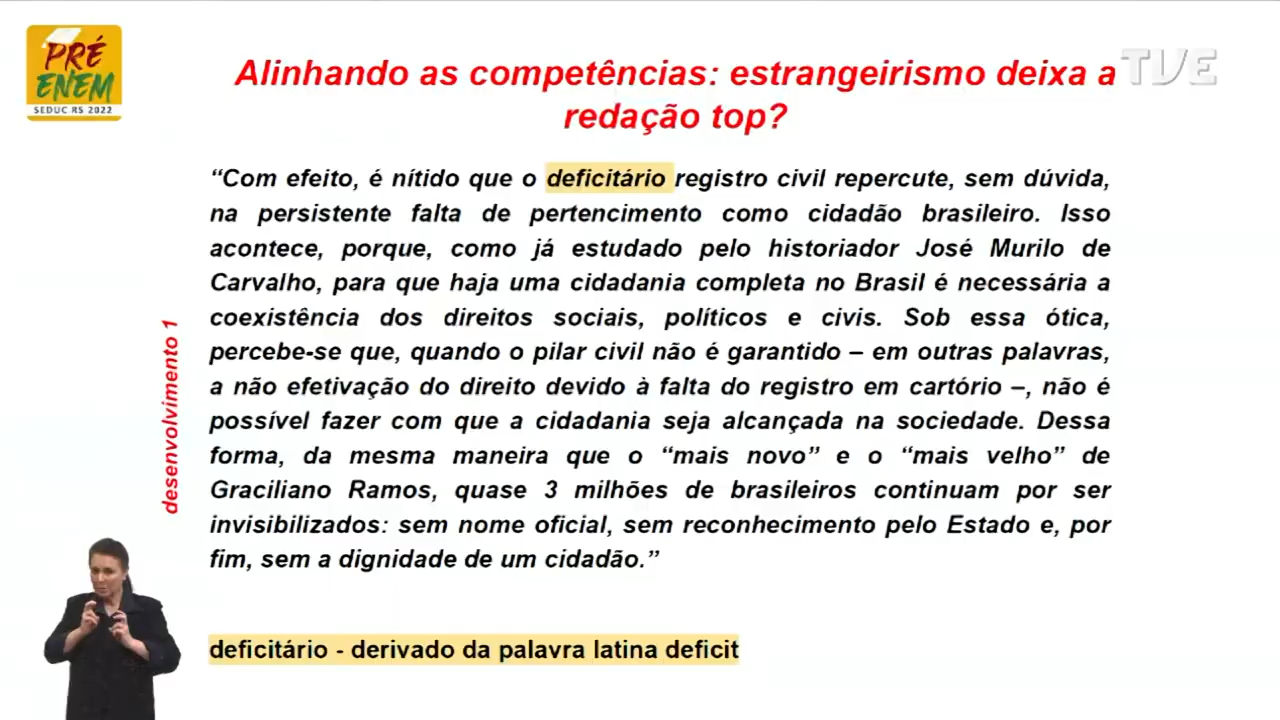 PRÉ
ENEM
SEDUC RS 2022
TVE
Alinhando as competências: estrangeirismo deixa a
redação top?
“Com efeito, é nítido que o deficitário registro civil repercute, sem dúvida,
na persistente falta de pertencimento como cidadão brasileiro. Isso
acontece, porque, como já estudado pelo historiador José Murilo de
Carvalho, para que haja uma cidadania completa no Brasil é necessária a
coexistência dos direitos sociais, políticos e civis. Sob essa ótica,
percebe-se que, quando o pilar civil não é garantido – em outras palavras,
a não efetivação do direito devido à falta do registro em cartório –, não é
possível fazer com que a cidadania seja alcançada na sociedade. Dessa
forma, da mesma maneira que o “mais novo” e o “mais velho” de
Graciliano Ramos, quase 3 milhões de brasileiros continuam por ser
invisibilizados: sem nome oficial, sem reconhecimento pelo Estado e, por
fim, sem a dignidade de um cidadão.”
desenvolvimento 1
deficitário - derivado da palavra latina deficit